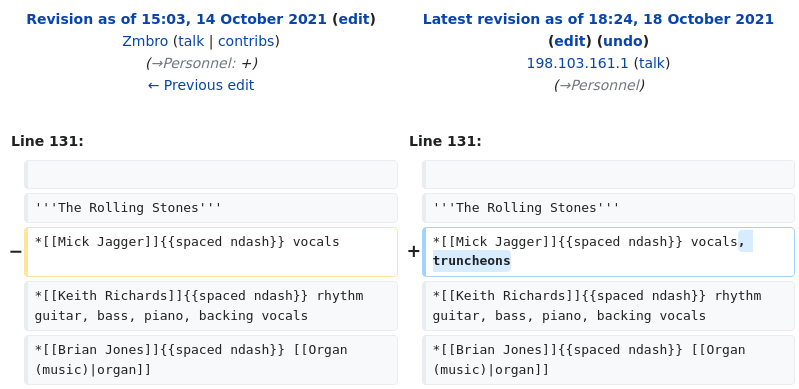 Revision as of 15:03, 14 October 2021 (edit)
Zmbro (talk | contribs)
(→Personnel: +)
← Previous edit
Latest revision as of 18:24, 18 October 2021
(edit) (undo)
198.103.161.1 (talk)
(→Personnel)
Line 131:
Line 131:
'''The Rolling Stones'''
'''The Rolling Stones'''
− *[[Mick Jagger]]{{spaced ndash}} vocals
+ *[[Mick Jagger]]{{spaced ndash}} vocals,
truncheons
*[[Keith Richards]]{{spaced ndash}} rhythm
guitar, bass, piano, backing vocals
*[[Keith Richards]]{{spaced ndash}} rhythm
guitar, bass, piano, backing vocals
*[[Brian Jones]]{{spaced ndash}} [[Organ
(music)|organ]]
*[[Brian Jones]]{{spaced ndash}} [[Organ
(music)|organ]]